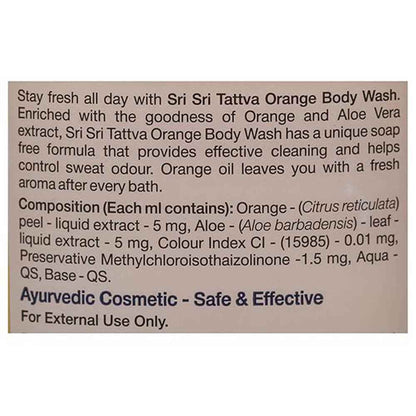 Stay fresh all day with Sri Sri Tattva Orange Body Wash.
Enriched with the goodness of Orange and Aloe Vera
extract, Sri Sri Tattva Orange Body Wash has a unique soap
free formula that provides effective cleaning and helps
control sweat odour. Orange oil leaves you with a fresh
aroma after every bath.
Composition (Each ml contains): Orange - (Citrus reticulata)
peel - liquid extract - 5 mg, Aloe - (Aloe barbadensis) - leaf -
liquid extract - 5 mg, Colour Index CI - (15985) - 0.01 mg,
Preservative Methylchloroisothaizolinone -1.5 mg, Aqua -
QS, Base - QS.
Ayurvedic Cosmetic - Safe & Effective
For External Use Only.